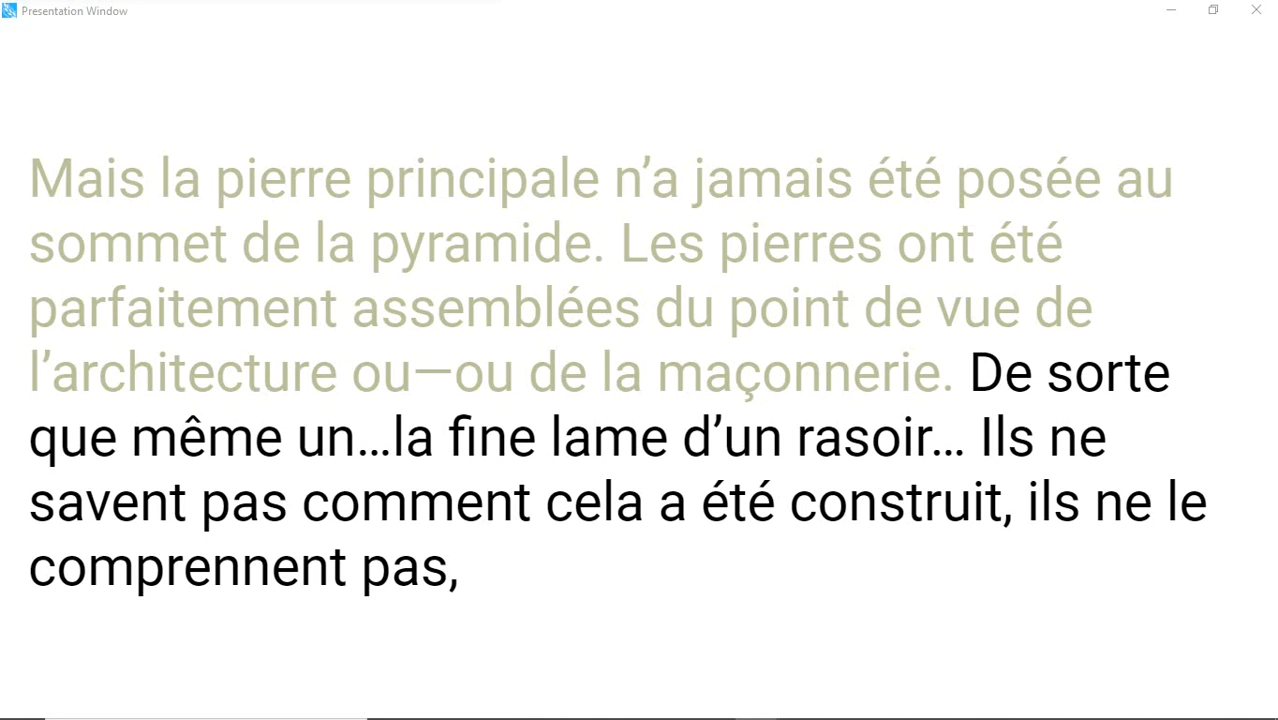 Presentation Window
Mais la pierre principale n’a jamais été posée au
sommet de la pyramide. Les pierres ont été
parfaitement assemblées du point de vue de
l’architecture ou—ou de la maçonnerie. De sorte
que même un…la fine lame d’un rasoir… Ils ne
savent pas comment cela a été construit, ils ne le
comprennent pas,